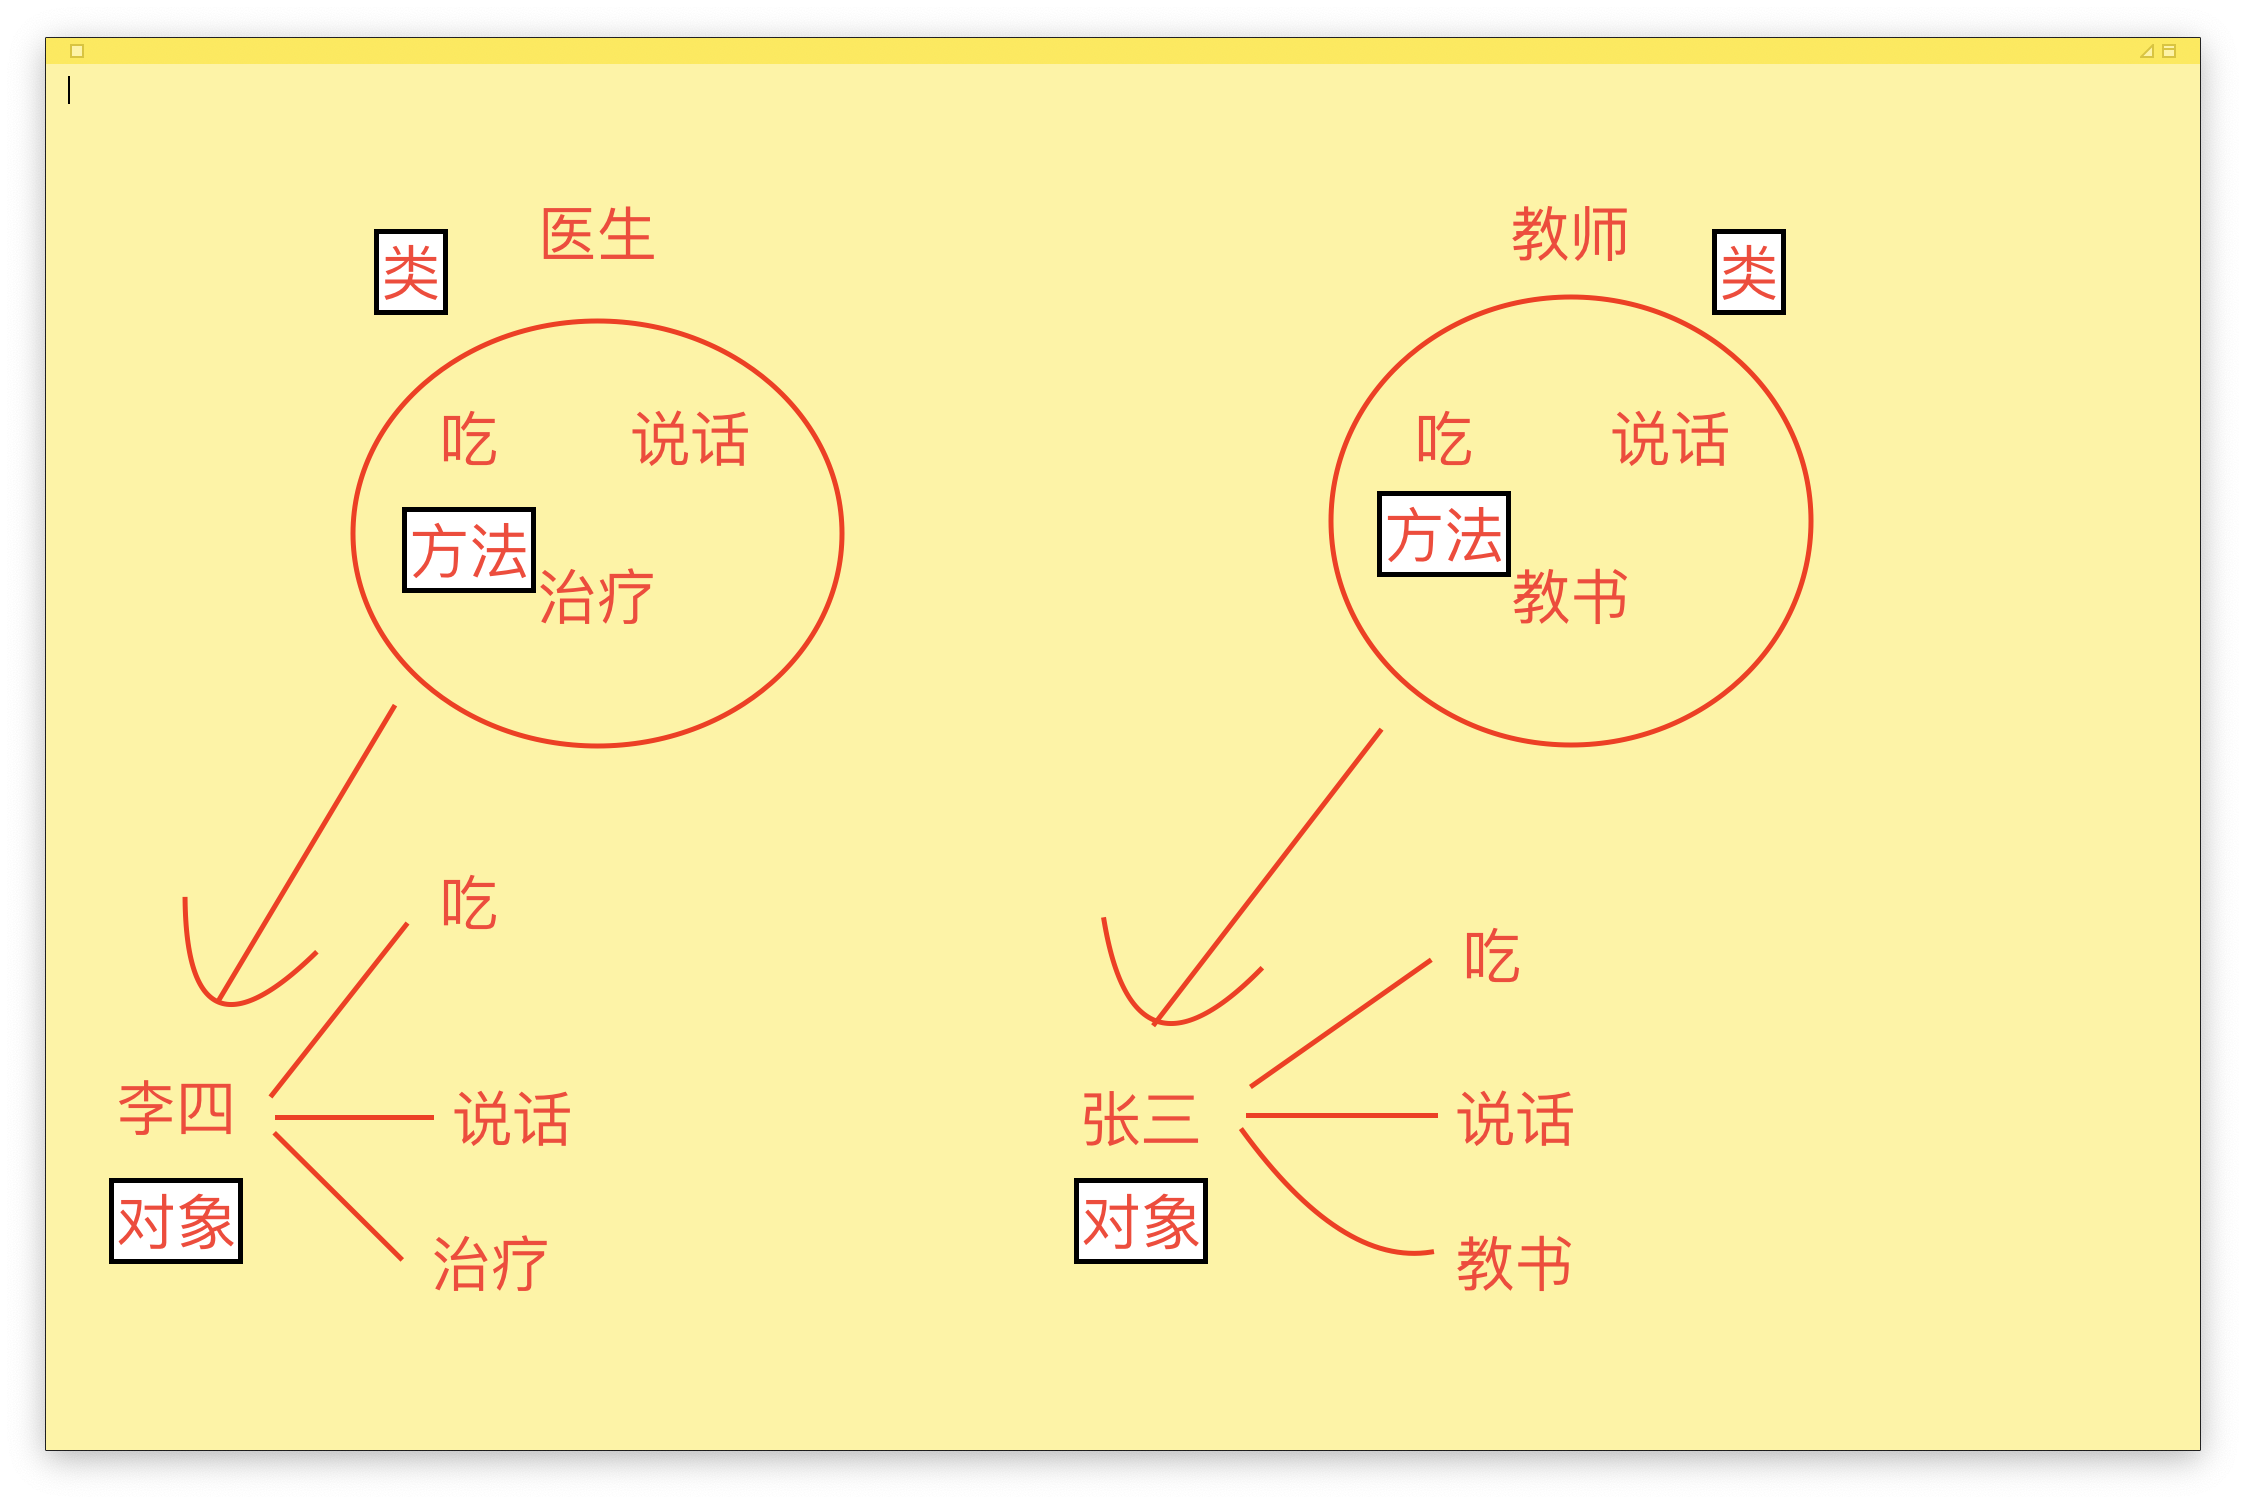 医生
类
吃 说话
方法
治疗
吃
李四
说话
对象
治疗
教师
类
吃 说话
方法
教书
吃
张三
说话
对象
教书